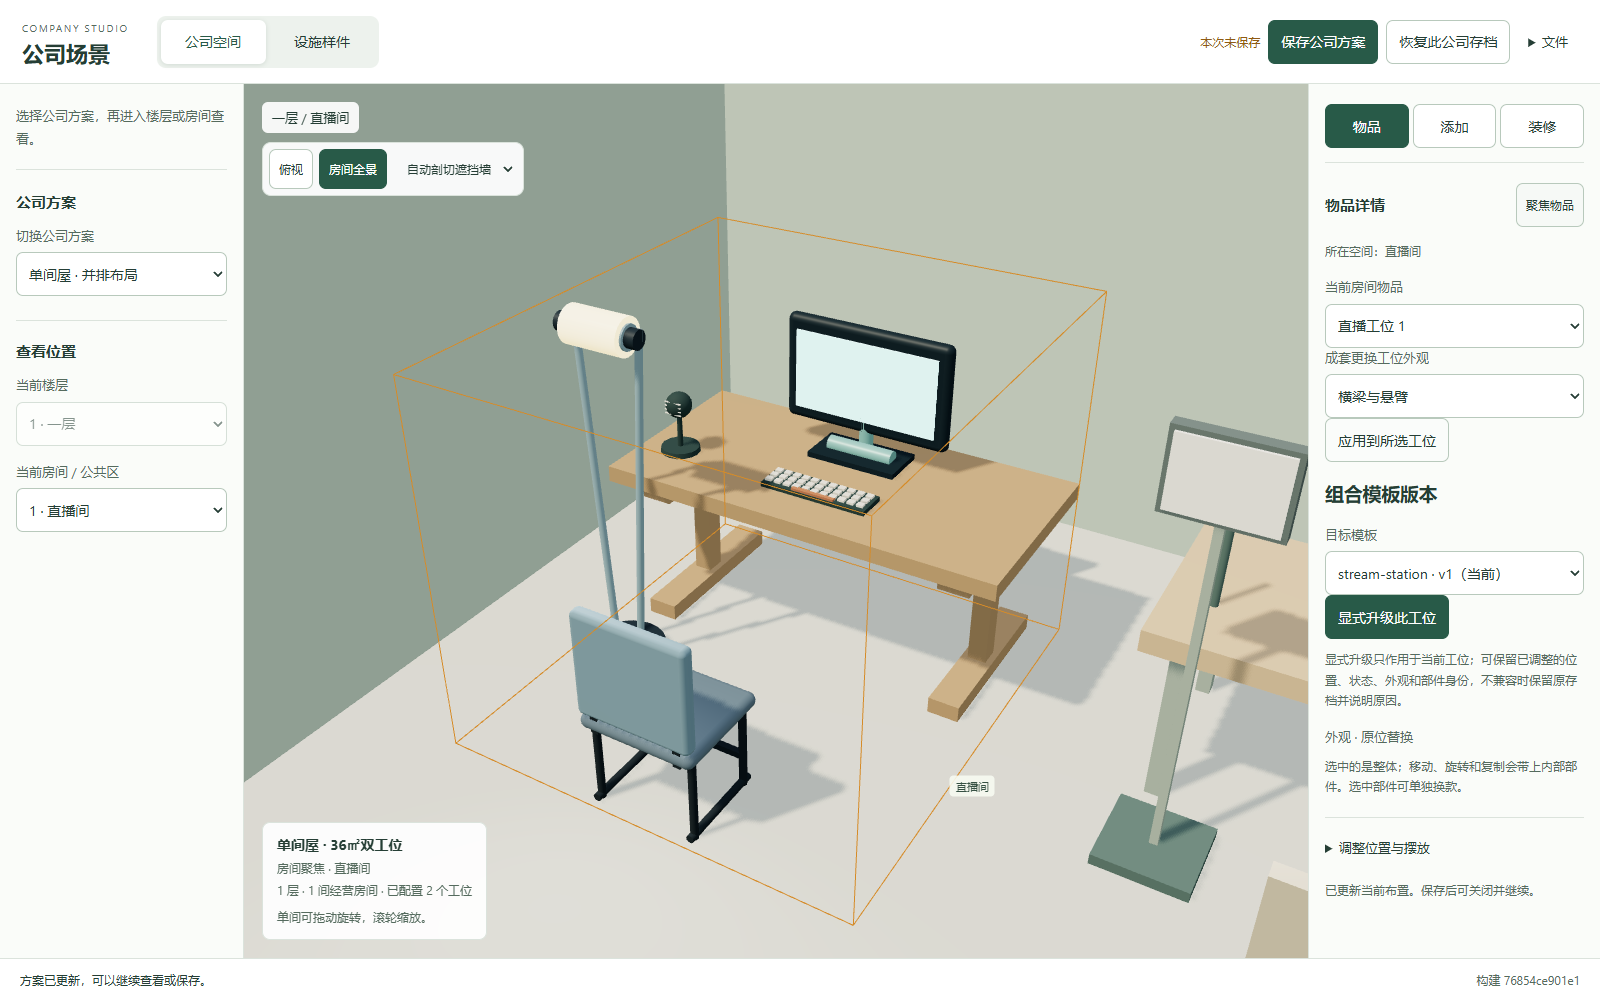 COMPANY STUDIO
公司场景
公司空间
设施样件
本次未保存
保存公司方案
恢复此公司存档
文件
选择公司方案，再进入楼层或房间查看。
公司方案
切换公司方案
单间屋 · 并排布局
查看位置
当前楼层
1 · 一层
当前房间 / 公共区
1 · 直播间
一层 / 直播间
俯视
房间全景
自动剖切遮挡墙
直播间
单间屋 · 36㎡双工位
房间聚焦 · 直播间
1 层 · 1 间经营房间 · 已配置 2 个工位
单间可拖动旋转，滚轮缩放。
物品
添加
装修
物品详情
聚焦物品
所在空间：直播间
当前房间物品
直播工位 1
成套更换工位外观
横梁与悬臂
应用到所选工位
组合模板版本
目标模板
stream-station · v1（当前）
显式升级此工位
显式升级只作用于当前工位；可保留已调整的位置、状态、外观和部件身份，不兼容时保留原存档并说明原因。
外观 · 原位替换
选中的是整体；移动、旋转和复制会带上内部部件。选中部件可单独换款。
调整位置与摆放
已更新当前布置。保存后可关闭并继续。
方案已更新，可以继续查看或保存。
构建 76854ce901e1